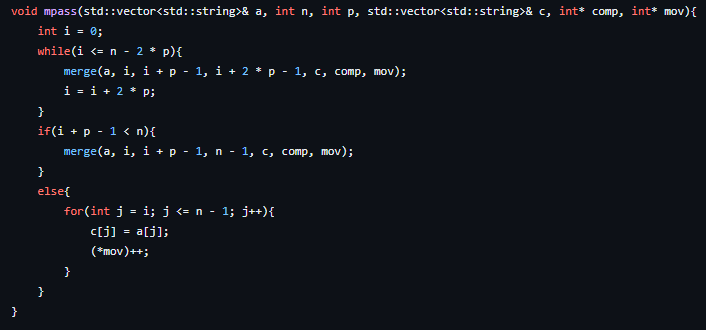 void mpass(std::vector<std::string>& a, int n, int p, std::vector<std::string>& c, int* comp, int* mov){
    int i = 0;
    while(i <= n - 2 * p){
        merge(a, i, i + p - 1, i + 2 * p - 1, c, comp, mov);
        i = i + 2 * p;
    }
    if(i + p - 1 < n){
        merge(a, i, i + p - 1, n - 1, c, comp, mov);
    }
    else{
        for(int j = i; j <= n - 1; j++){
            c[j] = a[j];
            (*mov)++;
        }
    }
}